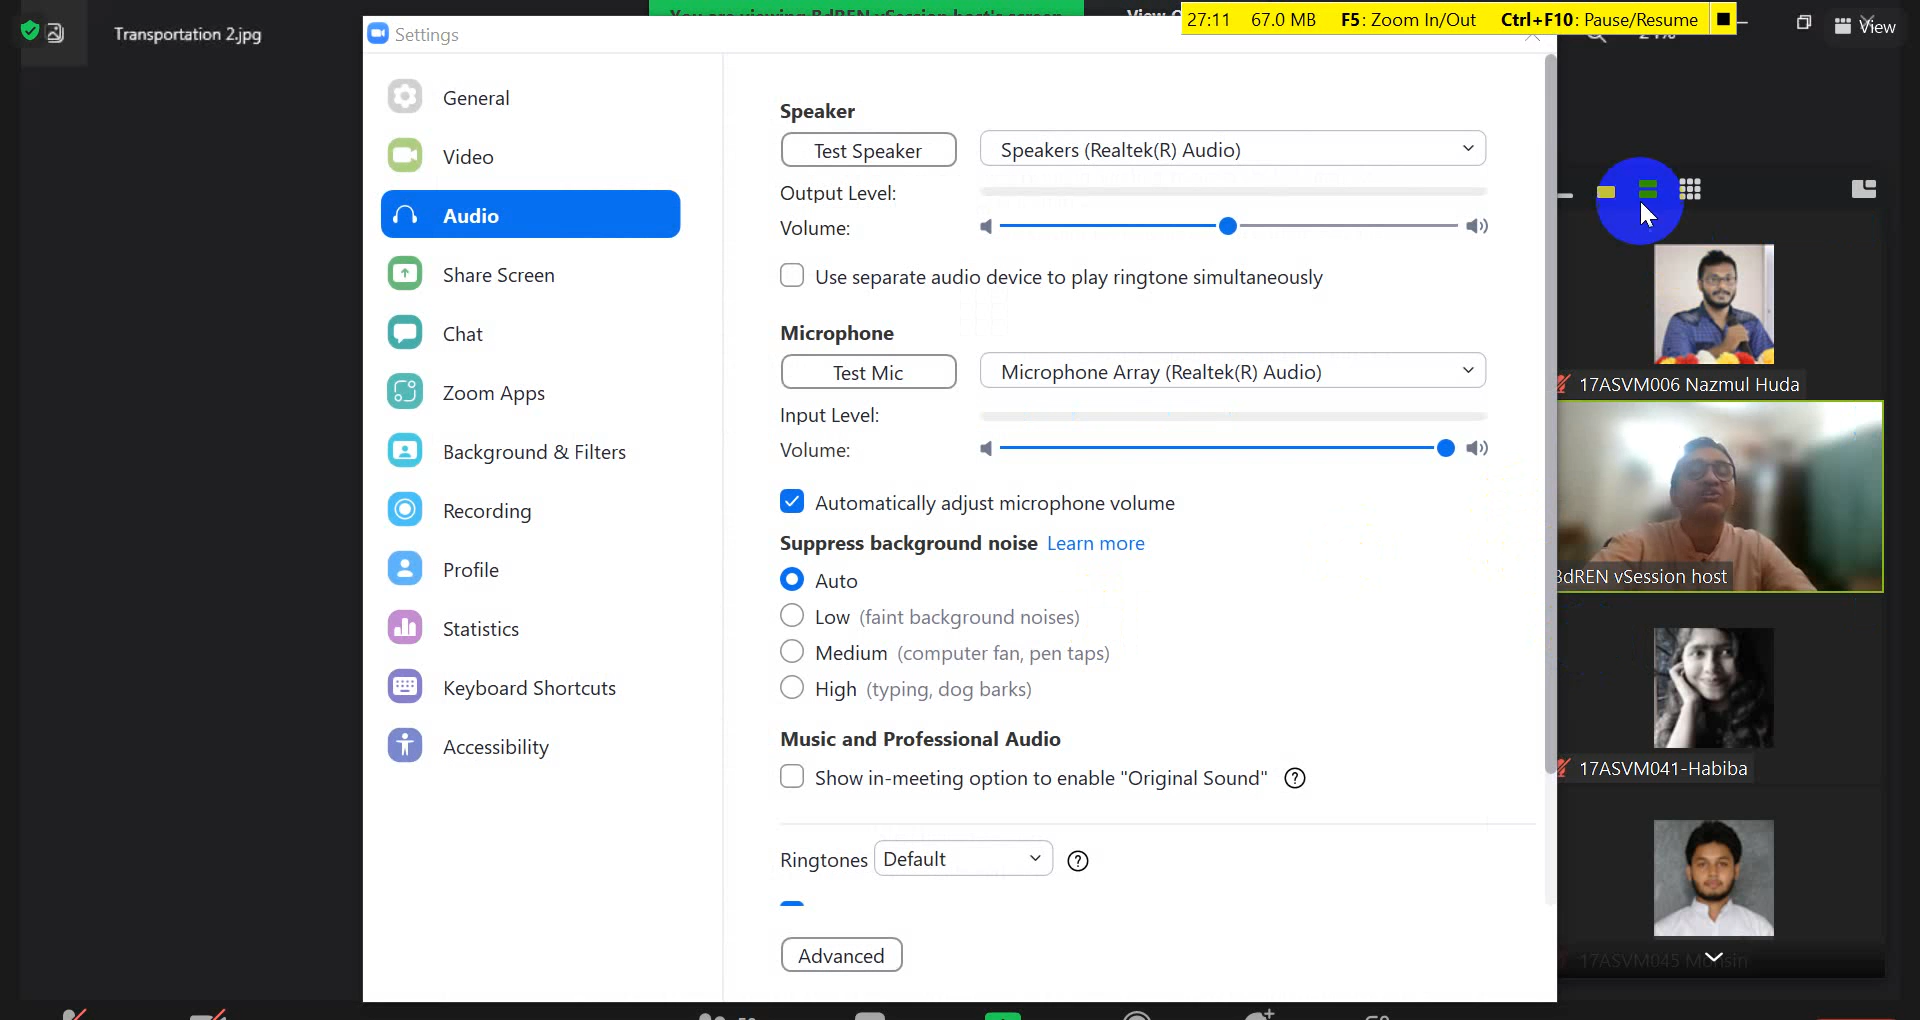 Transportation 2.jpg
Settings
27:11 67.0 MB F5: Zoom In/Out Ctrl+F10: Pause/Resume
View
General
Video
Audio
Share Screen
Chat
Zoom Apps
Background & Filters
Recording
Profile
Statistics
Keyboard Shortcuts
Accessibility
Speaker
Test Speaker Speakers (Realtek(R) Audio)
Output Level:
Volume:
Use separate audio device to play ringtone simultaneously
Microphone
Test Mic Microphone Array (Realtek(R) Audio)
Input Level:
Volume:
Automatically adjust microphone volume
Suppress background noise Learn more
Auto
Low (faint background noises)
Medium (computer fan, pen taps)
High (typing, dog barks)
Music and Professional Audio
Show in-meeting option to enable "Original Sound"
Ringtones Default
Advanced
17ASVM006 Nazmul Huda
BdREN vSession host
17ASVM041-Habiba
17ASVM045 Mohsin